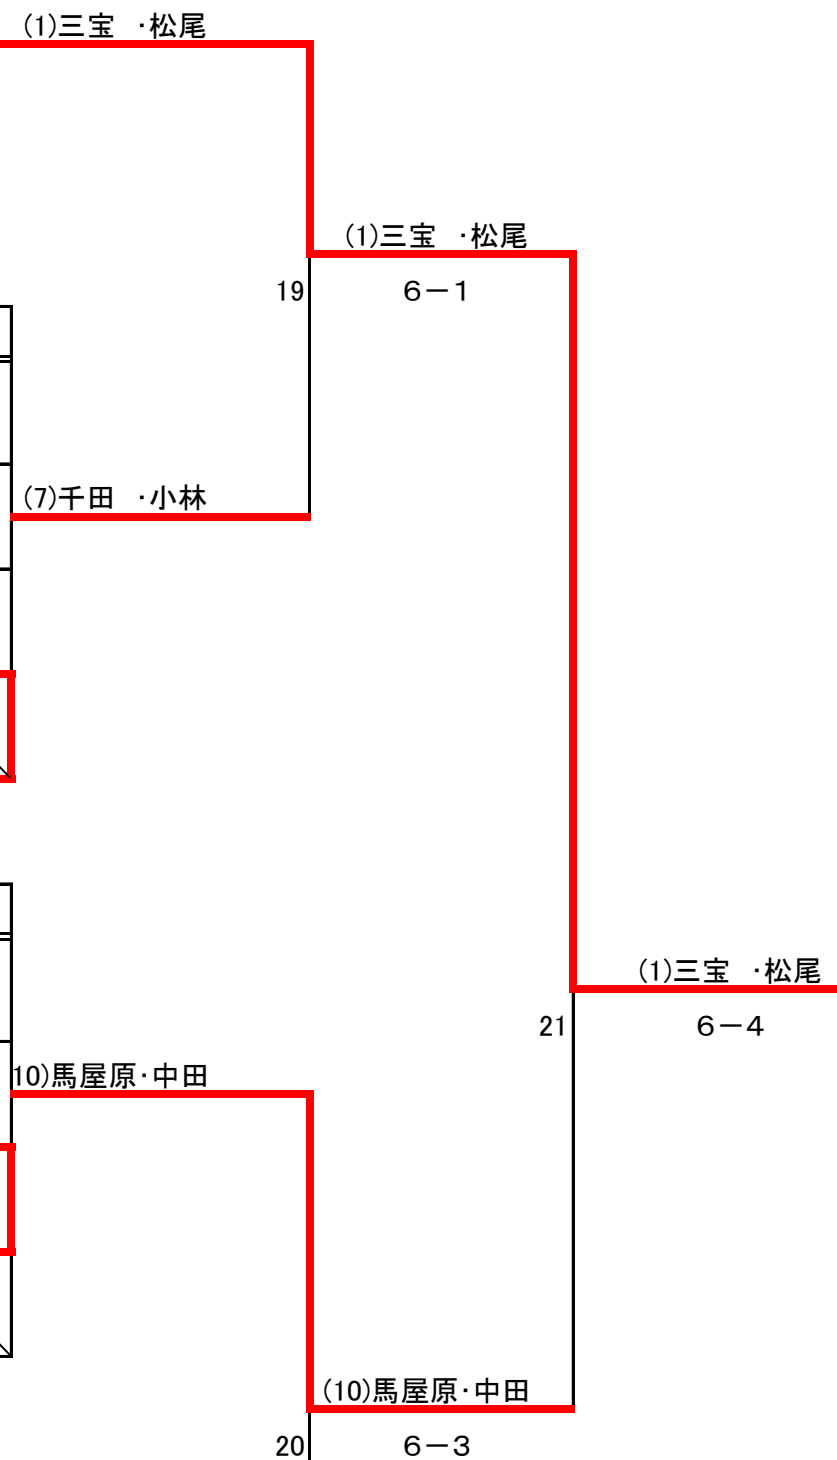 (1)三宝　・松尾
(1)三宝　・松尾
19
6－1
(7)千田　・小林
(1)三宝　・松尾
21
6－4
10)馬屋原・中田
(10)馬屋原・中田
20
6－3